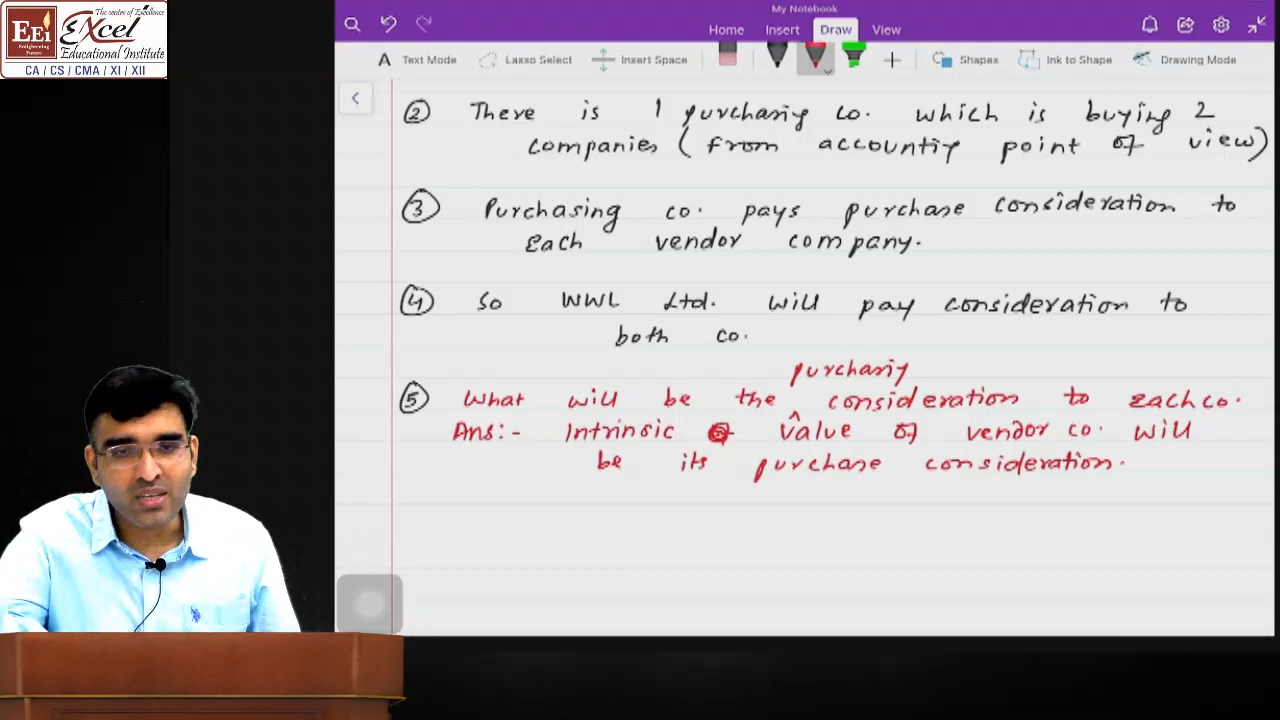 The centre of Excellence
EEi
Enlightening
Future
Excel
Educational Institute
CA / CS / CMA / XI / XII
My Notebook
Home Insert Draw View
A Text Mode Lasso Select Insert Space Shapes Ink to Shape Drawing Mode
② There is 1 purchasing co. which is buying 2
companies (from accounting point of view)
③ Purchasing co. pays purchase consideration to
Each vendor company.
④ So WWL Ltd. will pay consideration to
both co.
purchasing
⑤ What will be the ^ consideration to Each co.
Ans:- Intrinsic value of vendor co. will
be its purchase consideration.